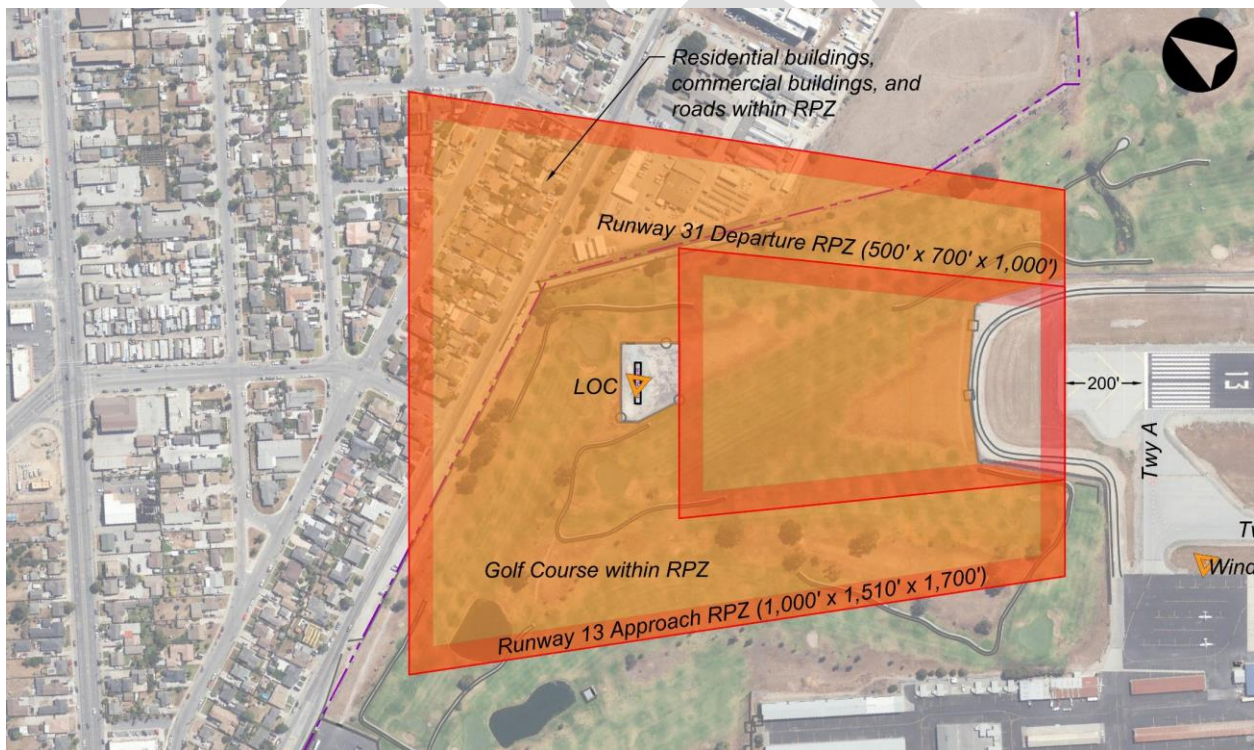 Residential buildings,
commercial buildings, and
roads within RPZ
Runway 31 Departure RPZ (500' x 700' x 1,000')
LOC
200'
13
Twy A
Golf Course within RPZ
Runway 13 Approach RPZ (1,000' x 1,510' x 1,700')
Wind